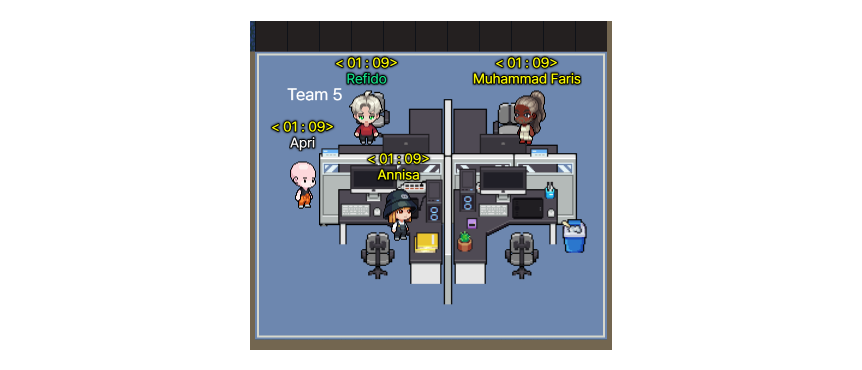 < 01 : 09>
Refido
< 01 : 09>
Muhammad Faris
Team 5
< 01 : 09>
Apri
< 01 : 09>
Annisa